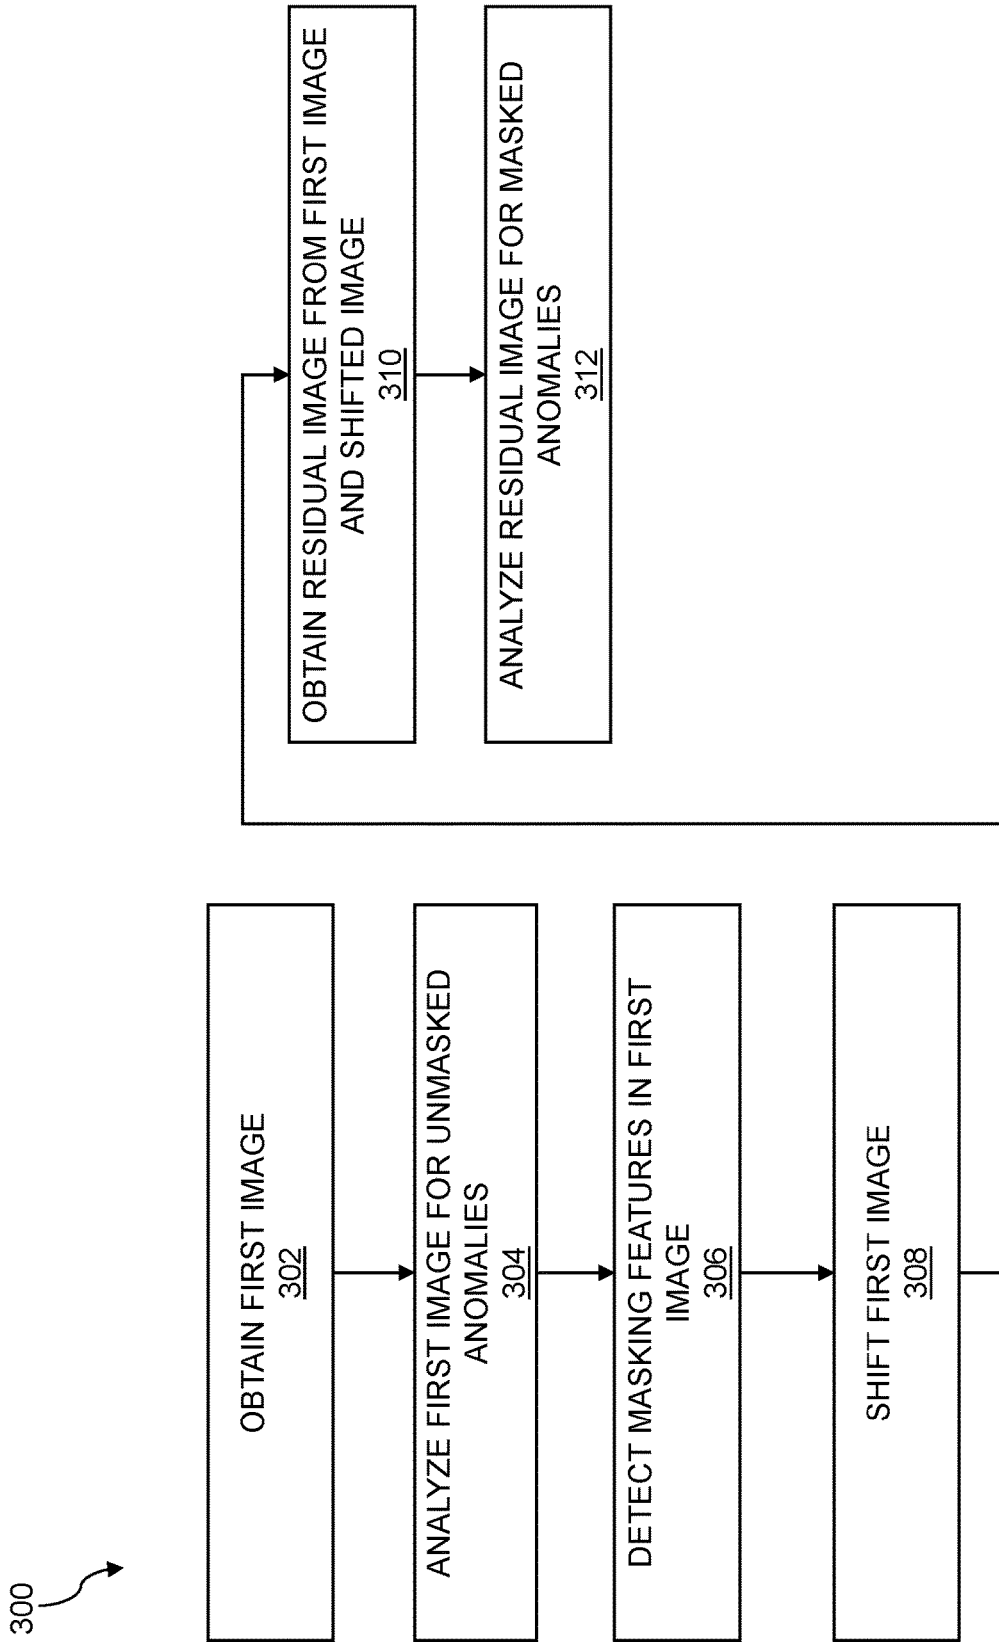 300
OBTAIN FIRST IMAGE
302
ANALYZE FIRST IMAGE FOR UNMASKED
ANOMALIES
304
DETECT MASKING FEATURES IN FIRST
IMAGE
306
SHIFT FIRST IMAGE
308
OBTAIN RESIDUAL IMAGE FROM FIRST IMAGE
AND SHIFTED IMAGE
310
ANALYZE RESIDUAL IMAGE FOR MASKED
ANOMALIES
312